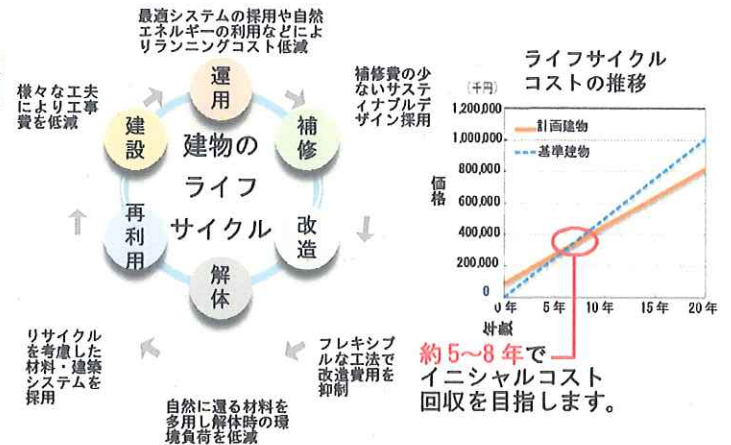 最適システムの採用や自然
エネルギーの利用などによ
りランニングコスト低減
様々な工夫
により工事
費を低減
補修費の少
ないサステ
ィナブルデ
ザイン採用
運用
建設
補修
建物の
ライフ
サイクル
再利用
改造
解体
リサイクル
を考慮した
材料・建築
システムを
採用
フレキシブ
ルな工法で
改造費用を
抑制
自然に還る材料を
多用し解体時の環
境負荷を低減
ライフサイクル
コストの推移
(千円)
1,200,000
1,000,000
800,000
600,000
400,000
200,000
0
計画建物
基準建物
価格
0年 5年 10年 15年 20年
年数
約5〜8年で
イニシャルコスト
回収を目指します。